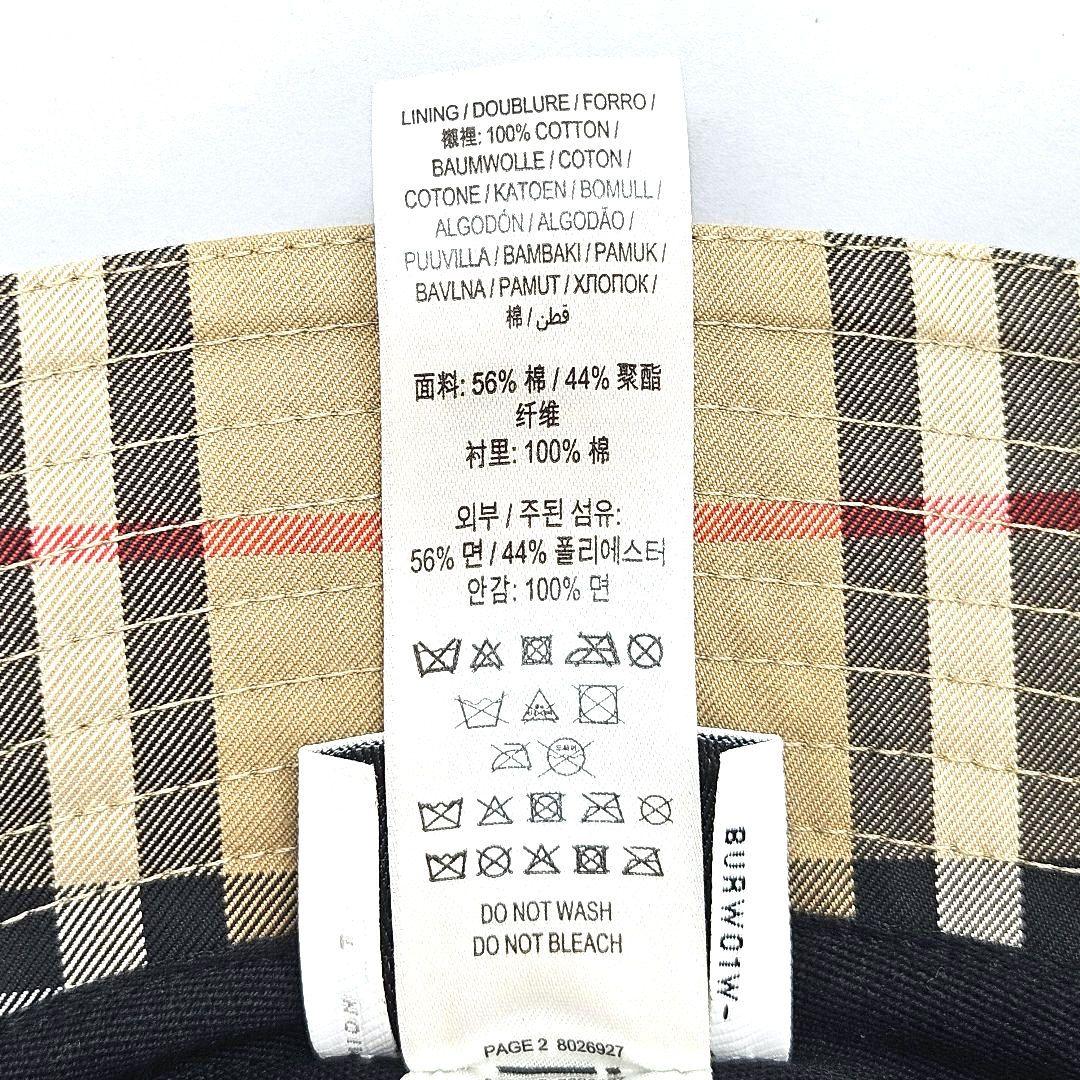 LINING / DOUBLURE / FORRO /
襯裡: 100% COTTON /
BAUMWOLLE / COTON /
COTONE / KATOEN / BOMULL /
ALGODÓN / ALGODÃO /
PUUVILLA / BAMBAKI / PAMUK /
BAVLNA / PAMUT / ХЛОПОК /
棉 / قطن
面料: 56% 棉 / 44% 聚酯
纤维
衬里: 100% 棉
외부 / 주된 섬유:
56% 면 / 44% 폴리에스터
안감: 100% 면
DO NOT WASH
DO NOT BLEACH
PAGE 2 8026927
BURW01W-